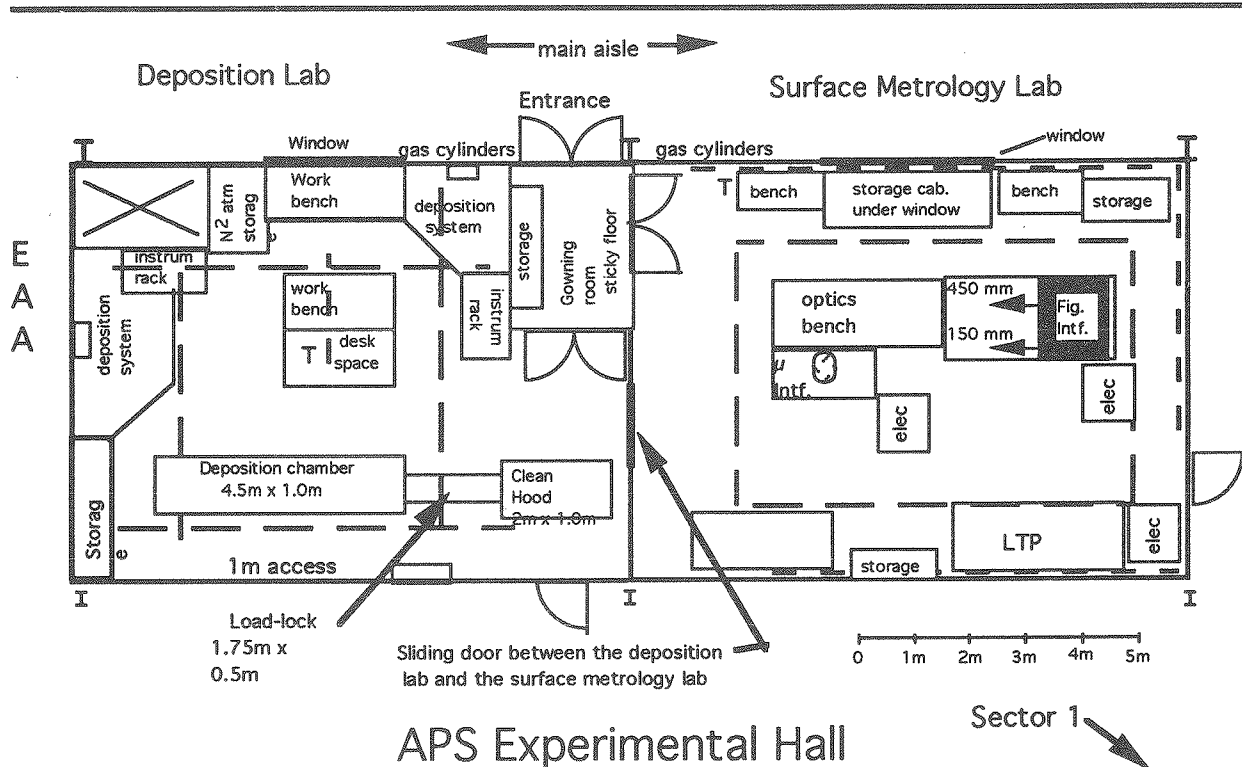 main aisle
Deposition Lab
Surface Metrology Lab
Entrance
window
Window
gas cylinders
gas cylinders
Work
bench
N2 atm
storag
e
deposition
system
storage
Gowning
room
sticky floor
T
bench
storage cab.
under window
bench
storage
E
A
A
instrum
rack
deposition
system
work
bench
T
desk
space
instrum
rack
optics
bench
450 mm
150 mm
Fig.
Intf.
μ
Intf.
elec
elec
Deposition chamber
4.5m x 1.0m
Clean
Hood
2m x 1.0m
Storag
e
1m access
LTP
elec
storage
Load-lock
1.75m x
0.5m
Sliding door between the deposition
lab and the surface metrology lab
0 1m 2m 3m 4m 5m
APS Experimental Hall
Sector 1